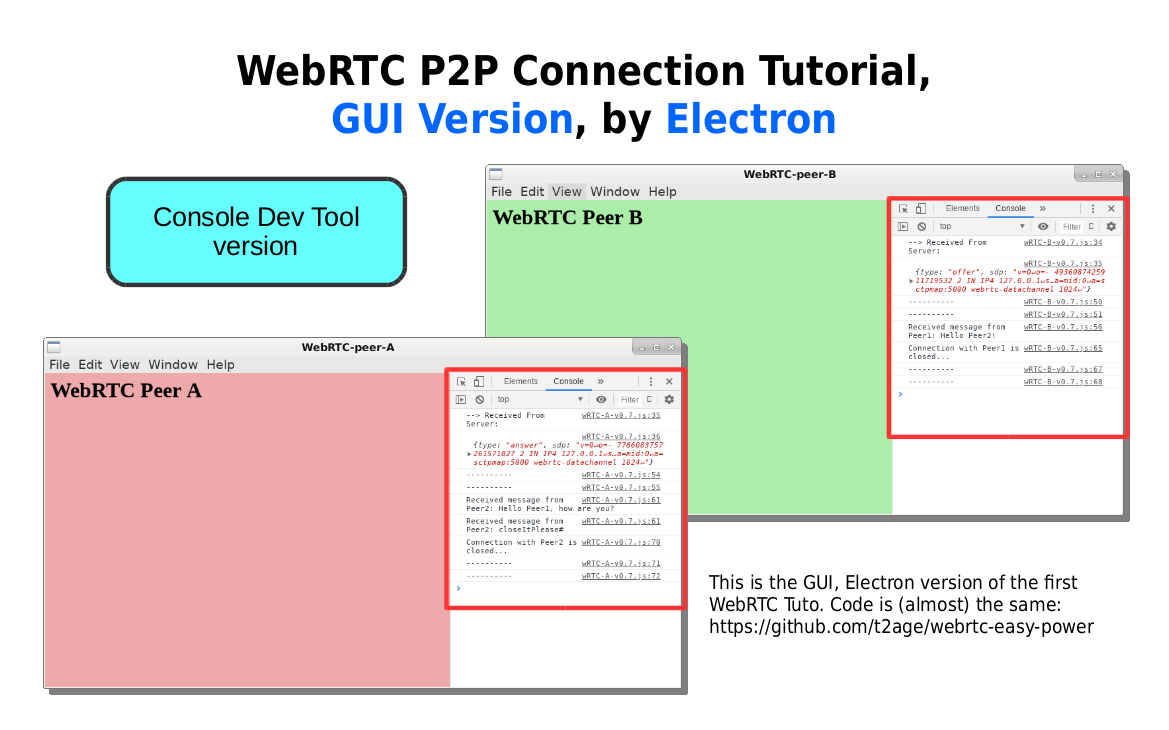 WebRTC P2P Connection Tutorial,
GUI Version, by Electron
Console Dev Tool
version
WebRTC-peer-B
File Edit View Window Help
WebRTC Peer B
Elements Console »
top Filter
--> Received From wRTC-B-v0.7.js:34
Server:
wRTC-B-v0.7.js:35
{type: "offer", sdp: "v=0↵o=- 49360874259
11719532 2 IN IP4 127.0.0.1↵s…a=mid:0↵a=s
ctpmap:5000 webrtc-datachannel 1024↵"}
---------- wRTC-B-v0.7.js:50
---------- wRTC-B-v0.7.js:51
Received message from wRTC-B-v0.7.js:56
Peer1: Hello Peer2!
Connection with Peer1 is wRTC-B-v0.7.js:65
closed...
---------- wRTC-B-v0.7.js:67
---------- wRTC-B-v0.7.js:68
WebRTC-peer-A
File Edit View Window Help
WebRTC Peer A
Elements Console »
top Filter
--> Received From wRTC-A-v0.7.js:35
Server:
wRTC-A-v0.7.js:36
{type: "answer", sdp: "v=0↵o=- 7786083757
261571827 2 IN IP4 127.0.0.1↵s…a=mid:0↵a=
sctpmap:5000 webrtc-datachannel 1024↵"}
---------- wRTC-A-v0.7.js:54
---------- wRTC-A-v0.7.js:55
Received message from wRTC-A-v0.7.js:61
Peer2: Hello Peer1, how are you?
Received message from wRTC-A-v0.7.js:61
Peer2: closeItPlease#
Connection with Peer2 is wRTC-A-v0.7.js:70
closed...
---------- wRTC-A-v0.7.js:71
---------- wRTC-A-v0.7.js:72
This is the GUI, Electron version of the first
WebRTC Tuto. Code is (almost) the same:
https://github.com/t2age/webrtc-easy-power